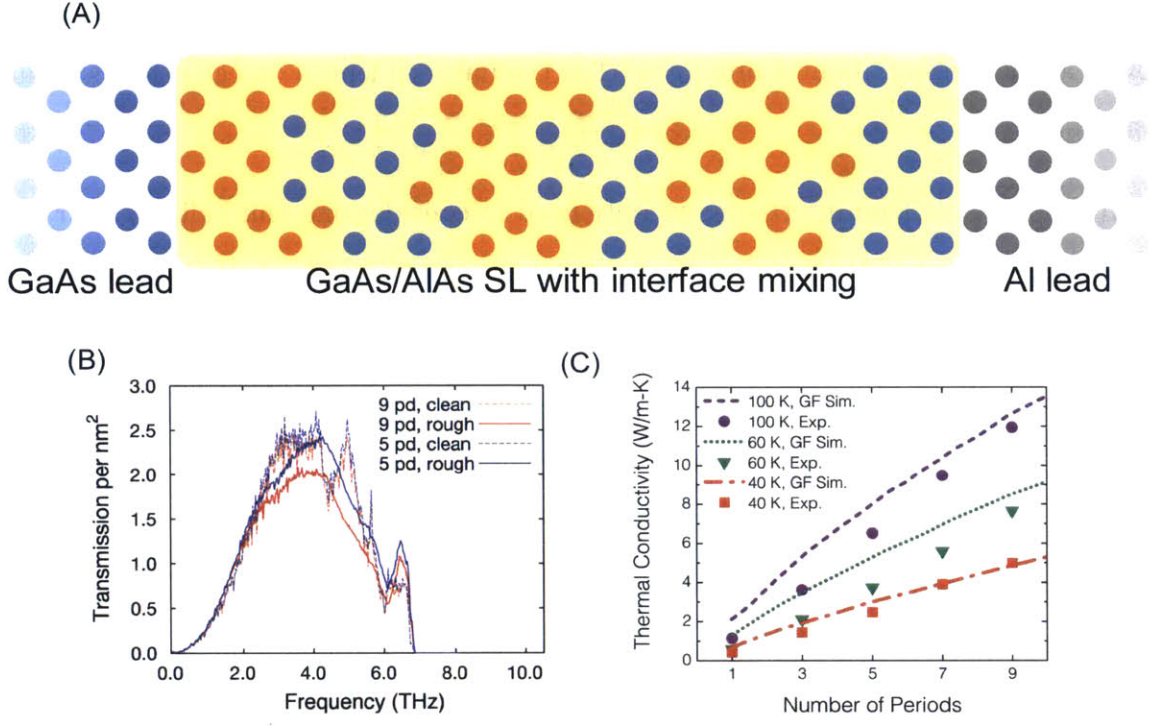 (A)
GaAs lead
GaAs/AlAs SL with interface mixing
Al lead
(B)
Transmission per nm²
3.0
2.5
2.0
1.5
1.0
0.5
0.0
9 pd, clean
9 pd, rough
5 pd, clean
5 pd, rough
0.0 2.0 4.0 6.0 8.0 10.0
Frequency (THz)
(C)
Thermal Conductivity (W/m-K)
14
12
10
8
6
4
2
0
100 K, GF Sim.
100 K, Exp.
60 K, GF Sim.
60 K, Exp.
40 K, GF Sim.
40 K, Exp.
1 3 5 7 9
Number of Periods